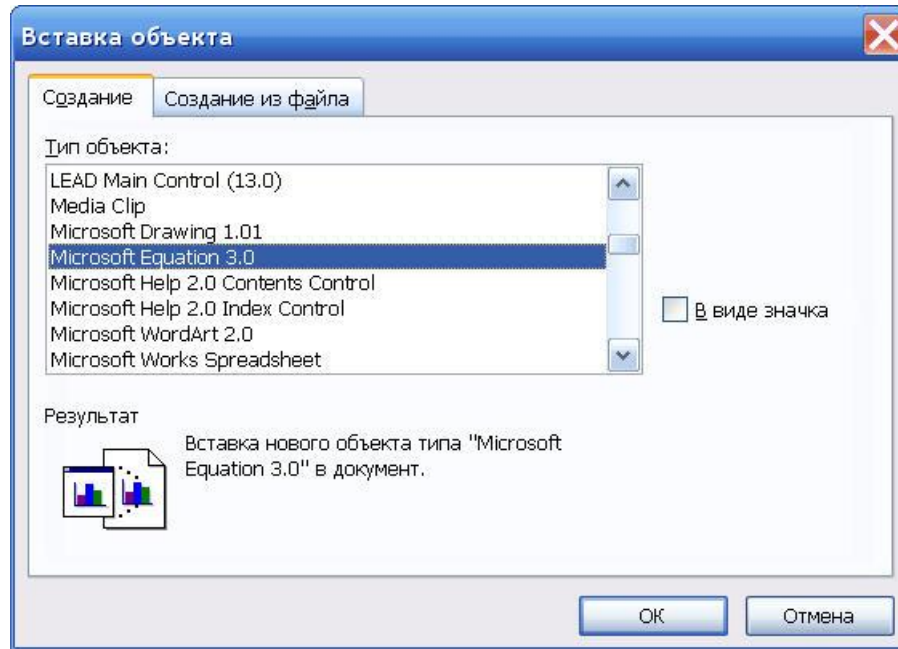 Вставка объекта
Создание
Создание из файла
Тип объекта:
LEAD Main Control (13.0)
Media Clip
Microsoft Drawing 1.01
Microsoft Equation 3.0
Microsoft Help 2.0 Contents Control
Microsoft Help 2.0 Index Control
Microsoft WordArt 2.0
Microsoft Works Spreadsheet
В виде значка
Результат
Вставка нового объекта типа "Microsoft
Equation 3.0" в документ.
ОК
Отмена